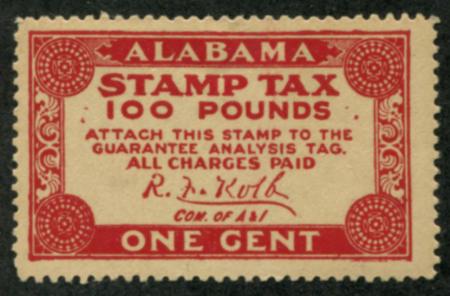 ALABAMA
STAMP TAX
100 POUNDS
ATTACH THIS STAMP TO THE
GUARANTEE ANALYSIS TAG.
ALL CHARGES PAID
R. F. Kolb
COM. OF A & I
ONE CENT